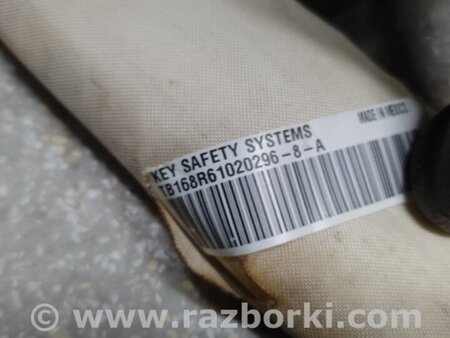 MADE IN MEXICO
KEY SAFETY SYSTEMS
TB168R61020296-8-A
© www.razborki.com